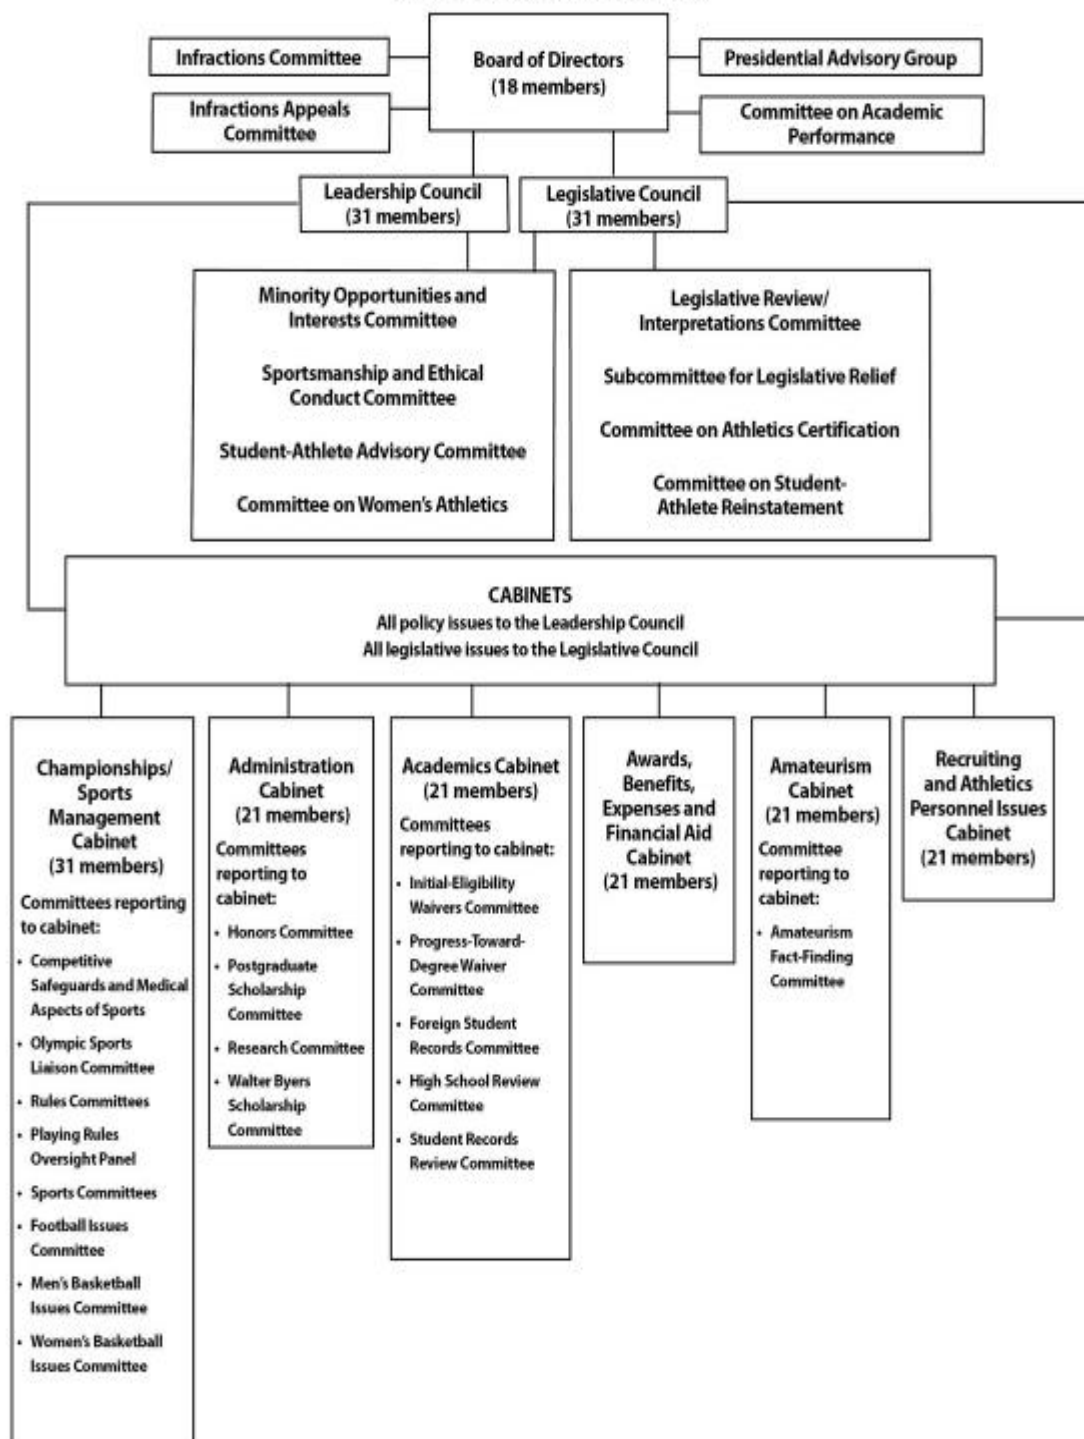 Infractions Committee
Board of Directors
(18 members)
Presidential Advisory Group
Infractions Appeals
Committee
Committee on Academic
Performance
Leadership Council
(31 members)
Legislative Council
(31 members)
Minority Opportunities and
Interests Committee
Sportsmanship and Ethical
Conduct Committee
Student-Athlete Advisory Committee
Committee on Women's Athletics
Legislative Review/
Interpretations Committee
Subcommittee for Legislative Relief
Committee on Athletics Certification
Committee on Student-
Athlete Reinstatement
CABINETS
All policy issues to the Leadership Council
All legislative issues to the Legislative Council
Championships/
Sports
Management
Cabinet
(31 members)
Committees reporting
to cabinet:
• Competitive
Safeguards and Medical
Aspects of Sports
• Olympic Sports
Liaison Committee
• Rules Committees
• Playing Rules
Oversight Panel
• Sports Committees
• Football Issues
Committee
• Men's Basketball
Issues Committee
• Women's Basketball
Issues Committee
Administration
Cabinet
(21 members)
Committees
reporting to
cabinet:
• Honors Committee
• Postgraduate
Scholarship
Committee
• Research Committee
• Walter Byers
Scholarship
Committee
Academics Cabinet
(21 members)
Committees
reporting to cabinet:
• Initial-Eligibility
Waivers Committee
• Progress-Toward-
Degree Waiver
Committee
• Foreign Student
Records Committee
• High School Review
Committee
• Student Records
Review Committee
Awards,
Benefits,
Expenses and
Financial Aid
Cabinet
(21 members)
Amateurism
Cabinet
(21 members)
Committee
reporting to
cabinet:
• Amateurism
Fact-Finding
Committee
Recruiting
and Athletics
Personnel Issues
Cabinet
(21 members)